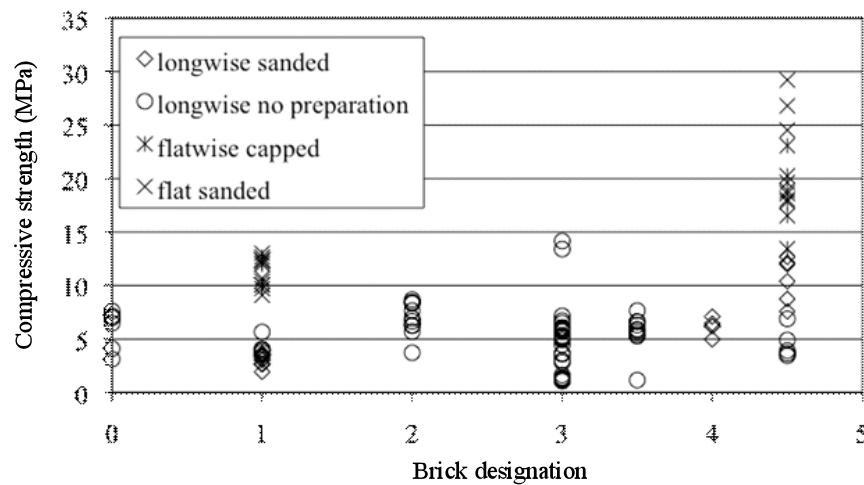 35
30
25
20
15
10
5
0
Compressive strength (MPa)
longwise sanded
longwise no preparation
flatwise capped
flat sanded
0 1 2 3 4 5
Brick designation